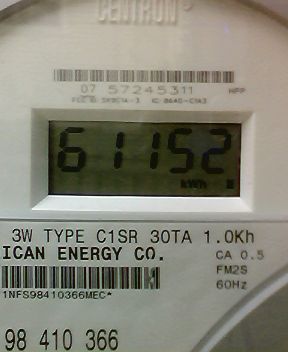 CENTRON
07 57245311 HPP
61152
kWh
3W TYPE C1SR 30TA 1.0Kh
ICAN ENERGY CO. CA 0.5
FM2S
1NFS98410366MEC* 60Hz
98 410 366